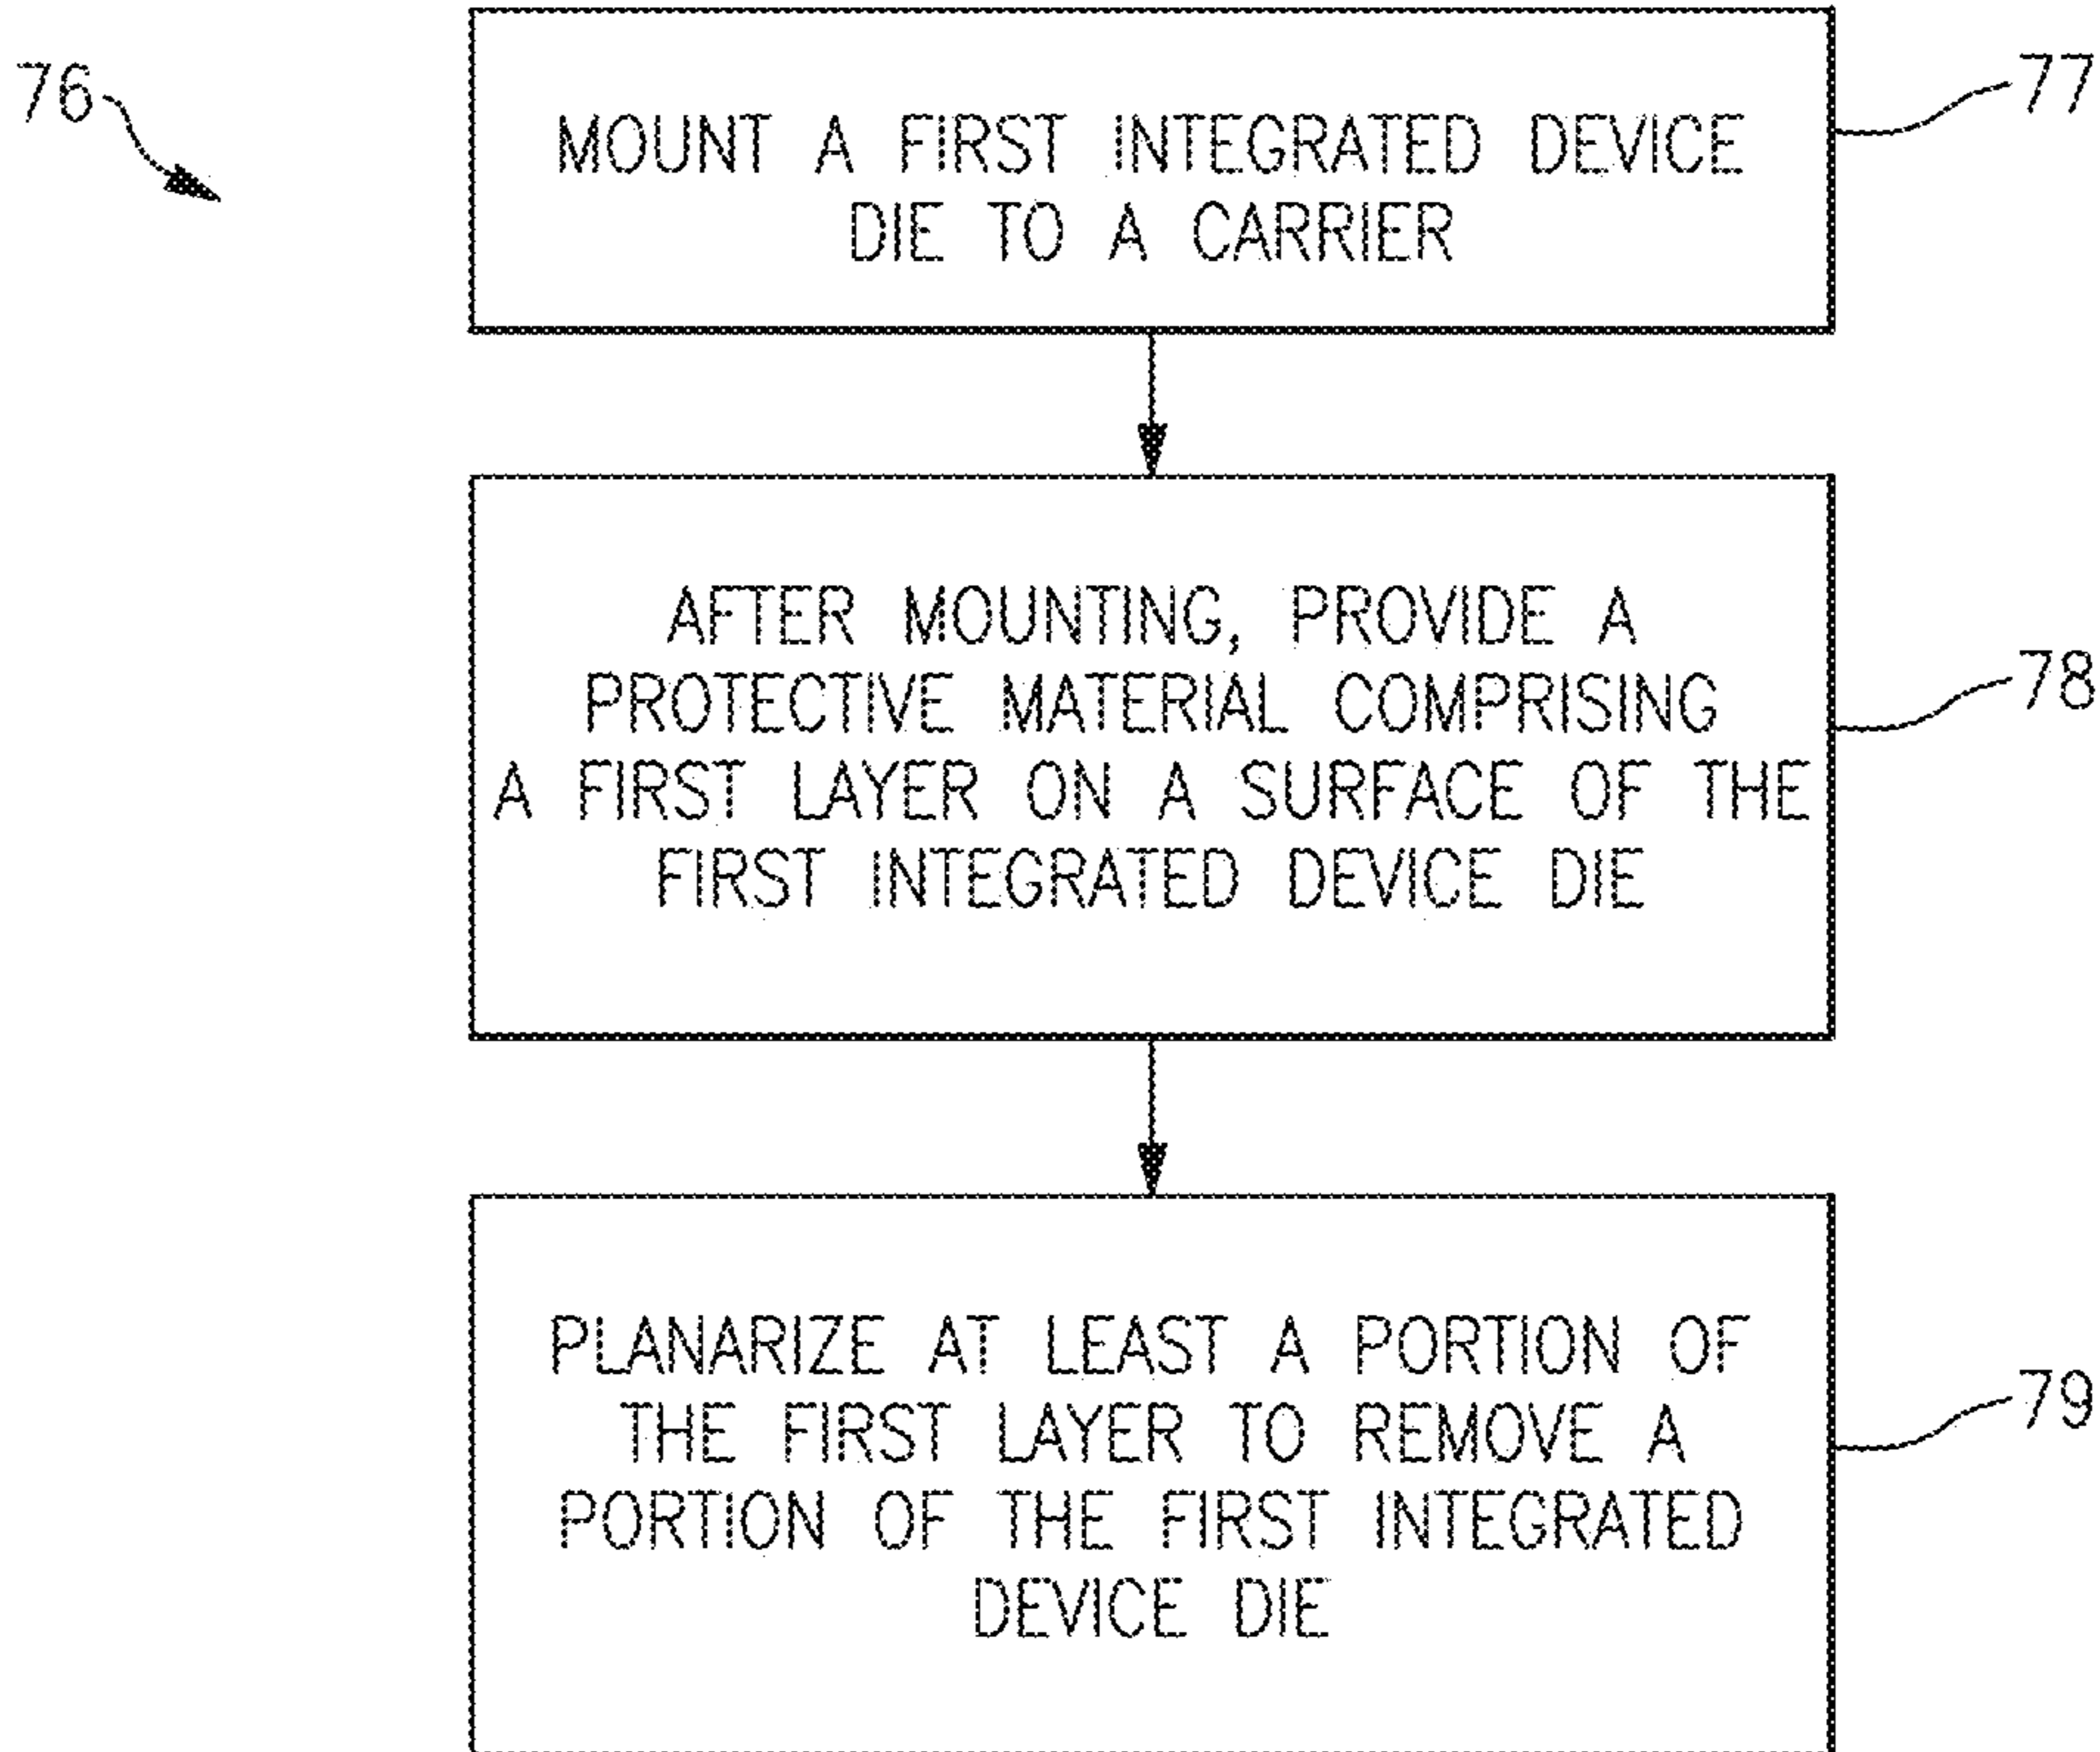 76
77
MOUNT A FIRST INTEGRATED DEVICE
DIE TO A CARRIER
AFTER MOUNTING, PROVIDE A
PROTECTIVE MATERIAL COMPRISING
A FIRST LAYER ON A SURFACE OF THE
FIRST INTEGRATED DEVICE DIE
78
PLANARIZE AT LEAST A PORTION OF
THE FIRST LAYER TO REMOVE A
PORTION OF THE FIRST INTEGRATED
DEVICE DIE
79